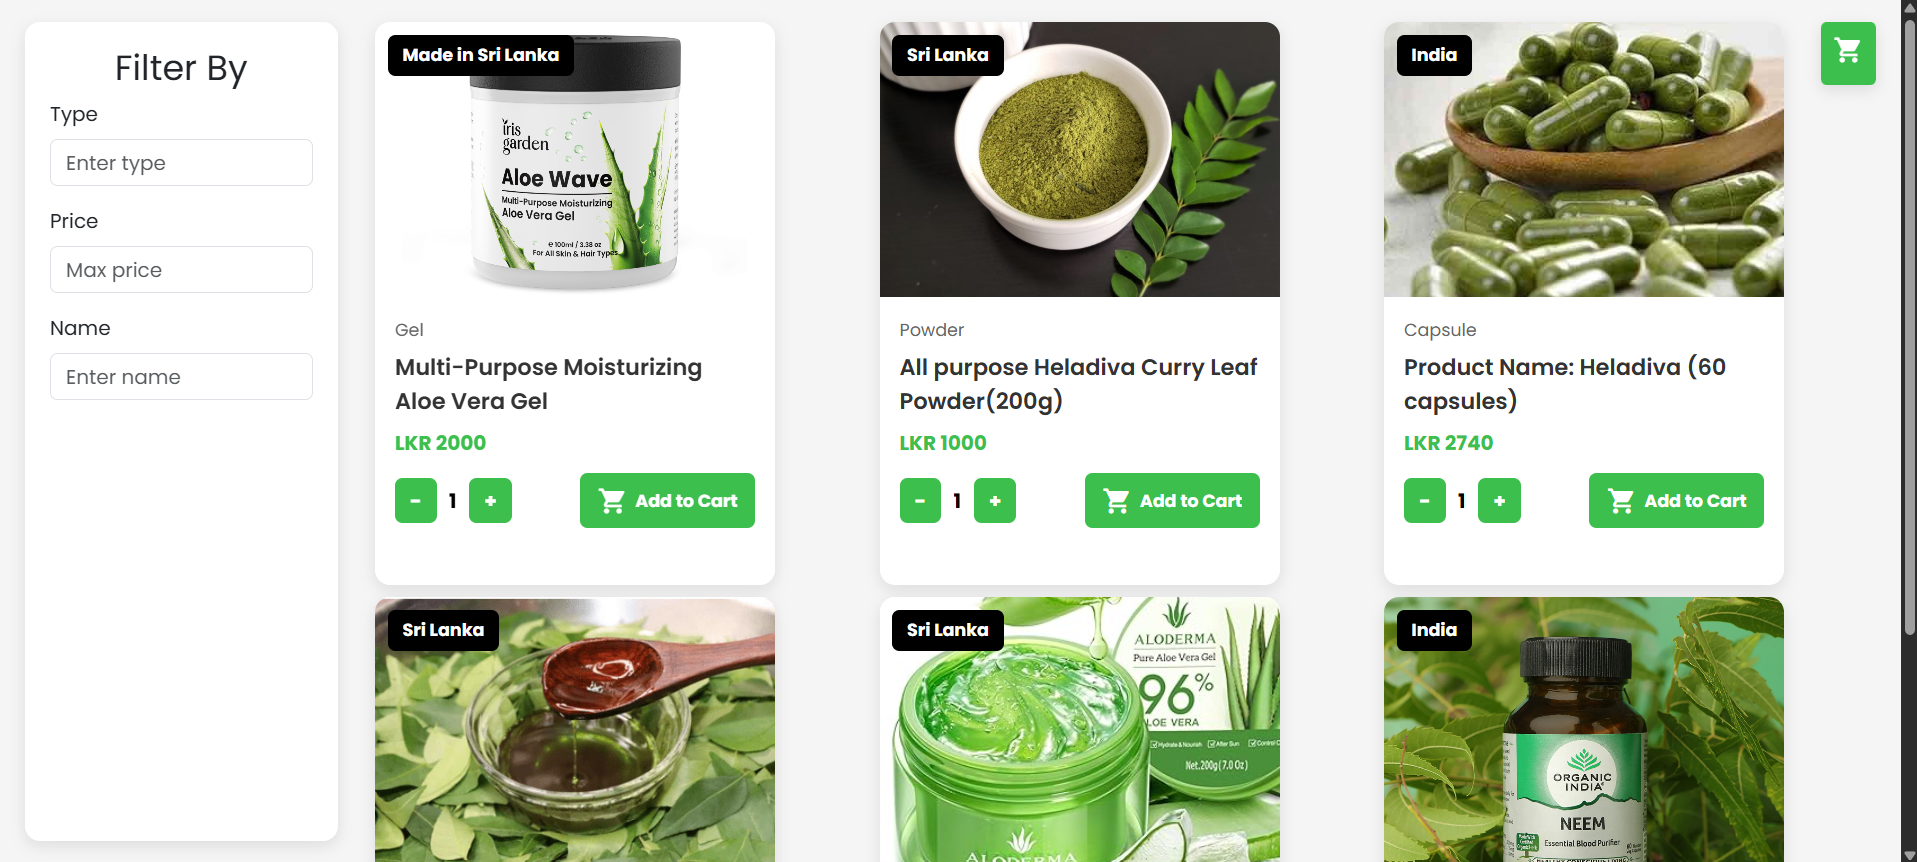 Filter By
Type
Enter type
Price
Max price
Name
Enter name
Made in Sri Lanka
iris
garden
Aloe Wave
Multi-Purpose Moisturizing
Aloe Vera Gel
e 100ml / 3.38 oz
For All Skin & Hair Types
Gel
Multi-Purpose Moisturizing
Aloe Vera Gel
LKR 2000
- 1 +
Add to Cart
Sri Lanka
Powder
All purpose Heladiva Curry Leaf
Powder(200g)
LKR 1000
- 1 +
Add to Cart
India
Capsule
Product Name: Heladiva (60
capsules)
LKR 2740
- 1 +
Add to Cart
Sri Lanka
Sri Lanka
ALODERMA
Pure Aloe Vera Gel
96%
LOE VERA
Hydrate & Nourish
After Sun
Net.200g(7.0 Oz)
ALODERMA
India
ORGANIC
INDIA
NEEM
Essential Blood Purifier